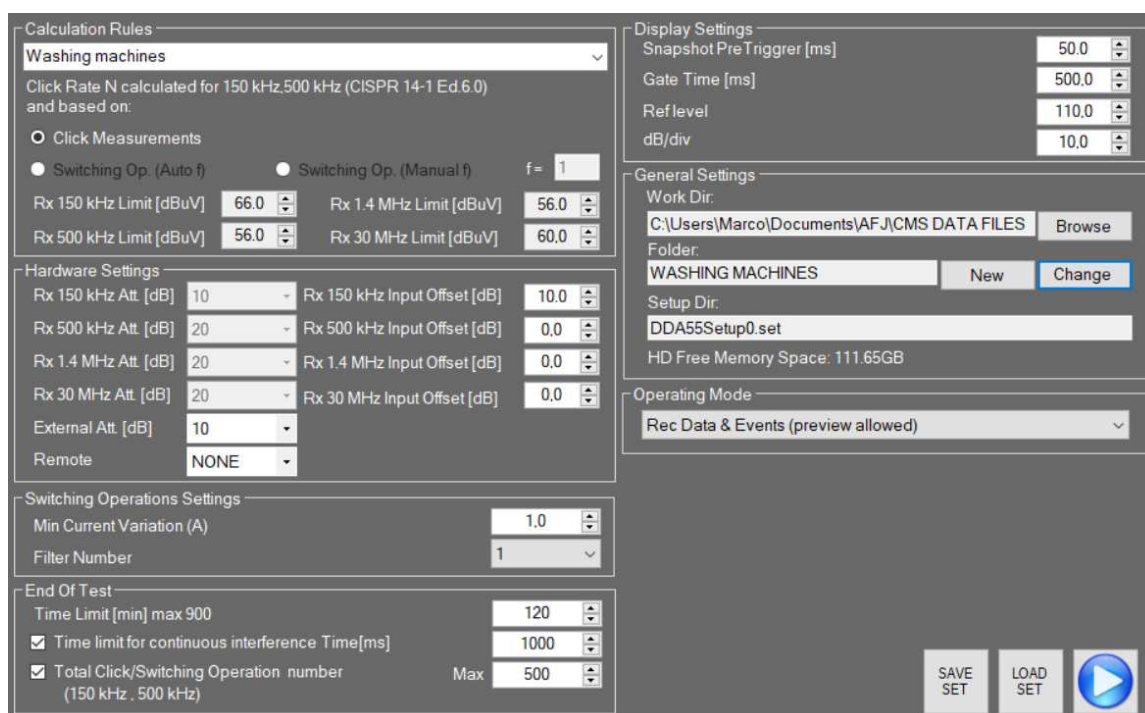 Calculation Rules
Washing machines
Click Rate N calculated for 150 kHz,500 kHz (CISPR 14-1 Ed.6.0)
and based on:
Click Measurements
Switching Op. (Auto f) Switching Op. (Manual f) f = 1
Rx 150 kHz Limit [dBuV] 66.0 Rx 1.4 MHz Limit [dBuV] 56.0
Rx 500 kHz Limit [dBuV] 56.0 Rx 30 MHz Limit [dBuV] 60,0
Hardware Settings
Rx 150 kHz Att. [dB] 10 Rx 150 kHz Input Offset [dB] 10.0
Rx 500 kHz Att. [dB] 20 Rx 500 kHz Input Offset [dB] 0,0
Rx 1.4 MHz Att. [dB] 20 Rx 1.4 MHz Input Offset [dB] 0,0
Rx 30 MHz Att. [dB] 20 Rx 30 MHz Input Offset [dB] 0,0
External Att. [dB] 10
Remote NONE
Switching Operations Settings
Min Current Variation (A) 1,0
Filter Number 1
End Of Test
Time Limit [min] max 900 120
Time limit for continuous interference Time[ms] 1000
Total Click/Switching Operation number Max 500
(150 kHz , 500 kHz)
Display Settings
Snapshot PreTriggrer [ms] 50.0
Gate Time [ms] 500,0
Ref level 110,0
dB/div 10,0
General Settings
Work Dir:
C:\Users\Marco\Documents\AFJ\CMS DATA FILES Browse
Folder:
WASHING MACHINES New Change
Setup Dir:
DDA55Setup0.set
HD Free Memory Space: 111.65GB
Operating Mode
Rec Data & Events (preview allowed)
SAVE SET
LOAD SET